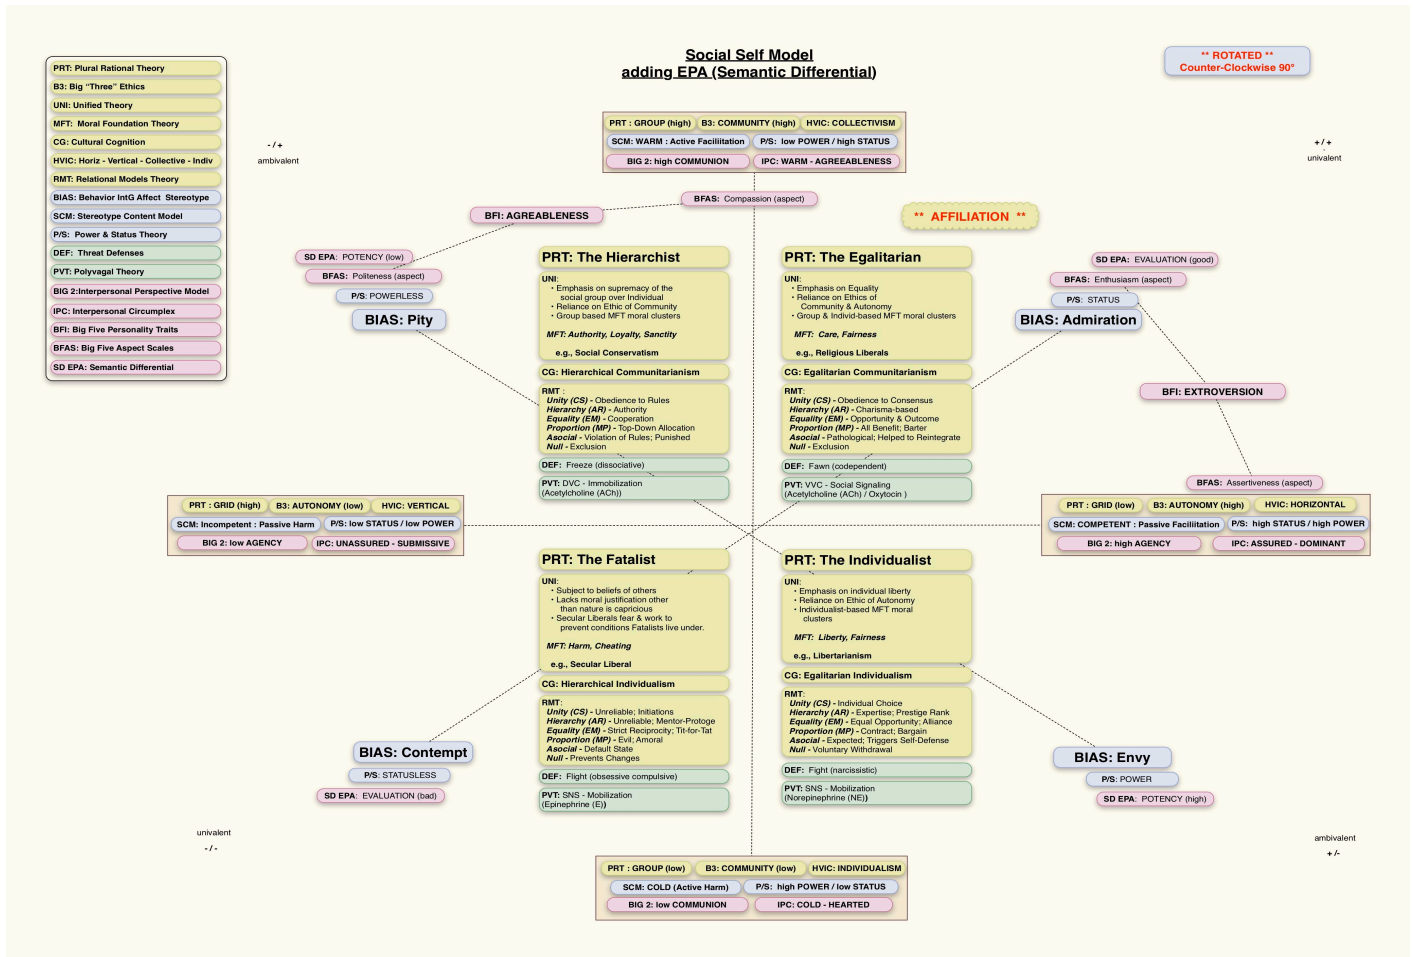 Social Self Model
adding EPA (Semantic Differential)
** ROTATED **
Counter-Clockwise 90°
PRT: Plural Rational Theory
B3: Big “Three” Ethics
UNI: Unified Theory
MFT: Moral Foundation Theory
CG: Cultural Cognition
HVIC: Horiz - Vertical - Collective - Indiv
RMT: Relational Models Theory
BIAS: Behavior IntG Affect Stereotype
SCM: Stereotype Content Model
P/S: Power & Status Theory
DEF: Threat Defenses
PVT: Polyvagal Theory
BIG 2:Interpersonal Perspective Model
IPC: Interpersonal Circumplex
BFI: Big Five Personality Traits
BFAS: Big Five Aspect Scales
SD EPA: Semantic Differential
- / +
ambivalent
PRT : GROUP (high) B3: COMMUNITY (high) HVIC: COLLECTIVISM
SCM: WARM : Active Faciliitation P/S: low POWER / high STATUS
BIG 2: high COMMUNION IPC: WARM - AGREEABLENESS
+ / +
univalent
BFAS: Compassion (aspect)
BFI: AGREABLENESS
** AFFILIATION **
SD EPA: POTENCY (low)
BFAS: Politeness (aspect)
P/S: POWERLESS
BIAS: Pity
SD EPA: EVALUATION (good)
BFAS: Enthusiasm (aspect)
P/S: STATUS
BIAS: Admiration
BFI: EXTROVERSION
BFAS: Assertiveness (aspect)
PRT: The Hierarchist
UNI:
• Emphasis on supremacy of the
social group over Individual
• Reliance on Ethic of Community
• Group based MFT moral clusters
MFT: Authority, Loyalty, Sanctity
e.g., Social Conservatism
CG: Hierarchical Communitarianism
RMT :
Unity (CS) - Obedience to Rules
Hierarchy (AR) - Authority
Equality (EM) - Cooperation
Proportion (MP) - Top-Down Allocation
Asocial - Violation of Rules; Punished
Null - Exclusion
DEF: Freeze (dissociative)
PVT: DVC - Immobilization
(Acetylcholine (ACh))
PRT: The Egalitarian
UNI:
• Emphasis on Equality
• Reliance on Ethics of
Community & Autonomy
• Group & Individ-based MFT moral clusters
MFT: Care, Fairness
e.g., Religious Liberals
CG: Egalitarian Communitarianism
RMT:
Unity (CS) - Obedience to Consensus
Hierarchy (AR) - Charisma-based
Equality (EM) - Opportunity & Outcome
Proportion (MP) - All Benefit; Barter
Asocial - Pathological; Helped to Reintegrate
Null - Exclusion
DEF: Fawn (codependent)
PVT: VVC - Social Signaling
(Acetylcholine (ACh) / Oxytocin )
PRT : GRID (high) B3: AUTONOMY (low) HVIC: VERTICAL
SCM: Incompetent : Passive Harm P/S: low STATUS / low POWER
BIG 2: low AGENCY IPC: UNASSURED - SUBMISSIVE
PRT : GRID (low) B3: AUTONOMY (high) HVIC: HORIZONTAL
SCM: COMPETENT : Passive Faciliitation P/S: high STATUS / high POWER
BIG 2: high AGENCY IPC: ASSURED - DOMINANT
PRT: The Fatalist
UNI:
• Subject to beliefs of others
• Lacks moral justification other
than nature is capricious
• Secular Liberals fear & work to
prevent conditions Fatalists live under.
MFT: Harm, Cheating
e.g., Secular Liberal
CG: Hierarchical Individualism
RMT:
Unity (CS) - Unreliable; Initiations
Hierarchy (AR) - Unreliable; Mentor-Protoge
Equality (EM) - Strict Reciprocity; Tit-for-Tat
Proportion (MP) - Evil; Amoral
Asocial - Default State
Null - Prevents Changes
DEF: Flight (obsessive compulsive)
PVT: SNS - Mobilization
(Epinephrine (E))
PRT: The Individualist
UNI:
• Emphasis on individual liberty
• Reliance on Ethic of Autonomy
• Individualist-based MFT moral
clusters
MFT: Liberty, Fairness
e.g., Libertarianism
CG: Egalitarian Individualism
RMT:
Unity (CS) - Individual Choice
Hierarchy (AR) - Expertise; Prestige Rank
Equality (EM) - Equal Opportunity; Alliance
Proportion (MP) - Contract; Bargain
Asocial - Expected; Triggers Self-Defense
Null - Voluntary Withdrawal
DEF: Fight (narcissistic)
PVT: SNS - Mobilization
(Norepinephrine (NE))
BIAS: Contempt
P/S: STATUSLESS
SD EPA: EVALUATION (bad)
BIAS: Envy
P/S: POWER
SD EPA: POTENCY (high)
univalent
- / -
ambivalent
+ /-
PRT : GROUP (low) B3: COMMUNITY (low) HVIC: INDIVIDUALISM
SCM: COLD (Active Harm) P/S: high POWER / low STATUS
BIG 2: low COMMUNION IPC: COLD - HEARTED